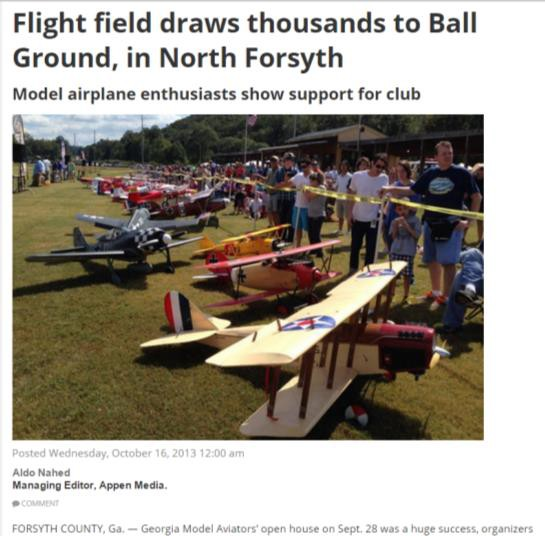 Flight field draws thousands to Ball
Ground, in North Forsyth
Model airplane enthusiasts show support for club
Posted Wednesday, October 16, 2013 12:00 am
Aldo Nahed
Managing Editor, Appen Media.
COMMENT
FORSYTH COUNTY, Ga. — Georgia Model Aviators' open house on Sept. 28 was a huge success, organizers